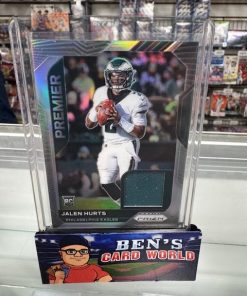 PREMIER
RC
JALEN HURTS
PHILADELPHIA EAGLES
PRIZM
BEN'S
CARD WORLD